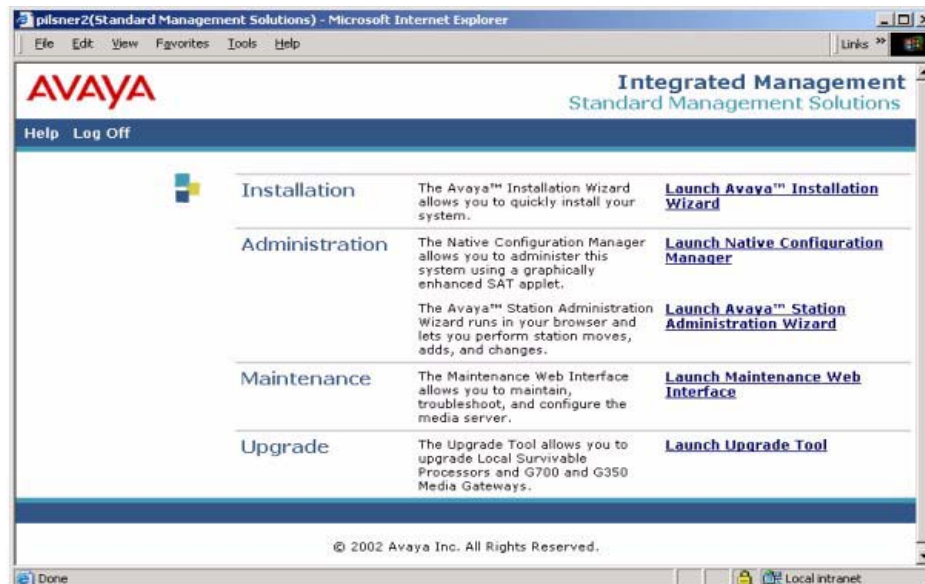 pilsner2(Standard Management Solutions) - Microsoft Internet Explorer
File Edit View Favorites Tools Help
Links »
AVAYA
Integrated Management
Standard Management Solutions
Help Log Off
Installation
The Avaya™ Installation Wizard
allows you to quickly install your
system.
Launch Avaya™ Installation
Wizard
Administration
The Native Configuration Manager
allows you to administer this
system using a graphically
enhanced SAT applet.
Launch Native Configuration
Manager
The Avaya™ Station Administration
Wizard runs in your browser and
lets you perform station moves,
adds, and changes.
Launch Avaya™ Station
Administration Wizard
Maintenance
The Maintenance Web Interface
allows you to maintain,
troubleshoot, and configure the
media server.
Launch Maintenance Web
Interface
Upgrade
The Upgrade Tool allows you to
upgrade Local Survivable
Processors and G700 and G350
Media Gateways.
Launch Upgrade Tool
© 2002 Avaya Inc. All Rights Reserved.
Done
Local intranet